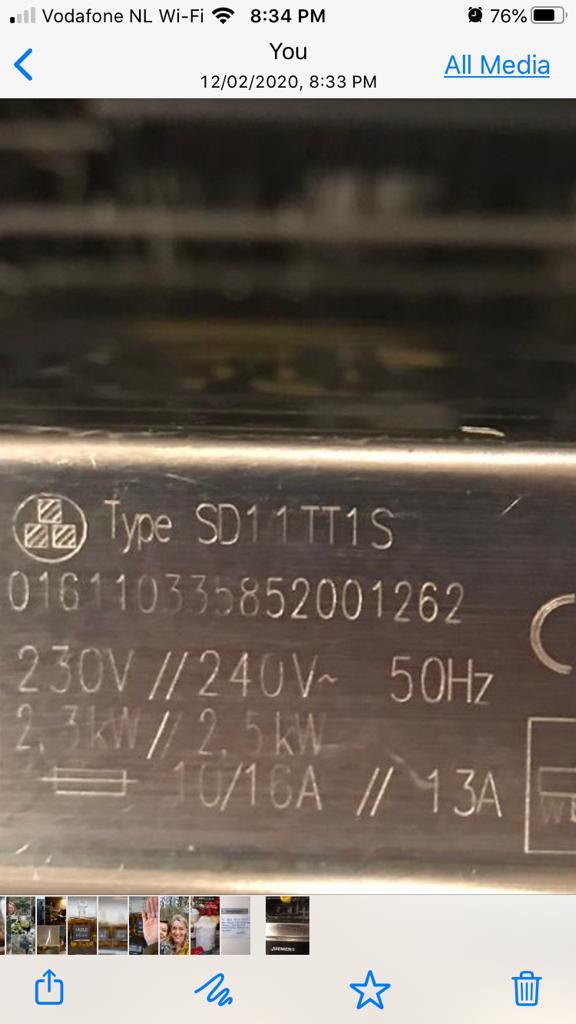 Vodafone NL Wi-Fi 8:34 PM 76%
You
12/02/2020, 8:33 PM
All Media
Type SD11TT1S
016110335852001262
230V//240V~ 50Hz
2,3kW//2,5kW
10/16A // 13A
SIEMENS